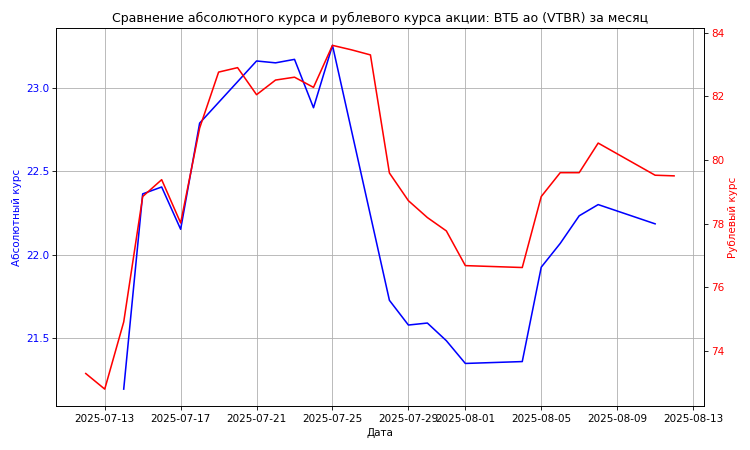 Сравнение абсолютного курса и рублевого курса акции: ВТБ ао (VTBR) за месяц
Абсолютный курс
23.0
22.5
22.0
21.5
84
82
80
78
76
74
Рублевый курс
2025-07-13 2025-07-17 2025-07-21 2025-07-25 2025-07-29 2025-08-01 2025-08-05 2025-08-09 2025-08-13
Дата